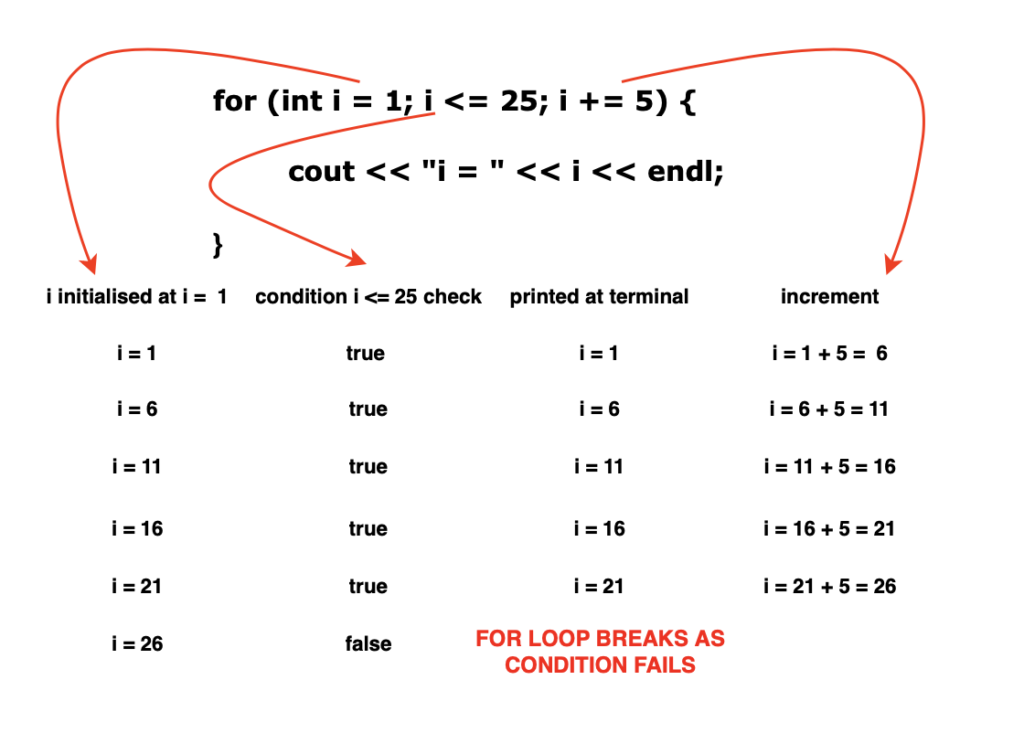 for (int i = 1; i <= 25; i += 5) {
cout << "i = " << i << endl;
}
i initialised at i = 1 condition i <= 25 check printed at terminal increment
i = 1 true i = 1 i = 1 + 5 = 6
i = 6 true i = 6 i = 6 + 5 = 11
i = 11 true i = 11 i = 11 + 5 = 16
i = 16 true i = 16 i = 16 + 5 = 21
i = 21 true i = 21 i = 21 + 5 = 26
i = 26 false FOR LOOP BREAKS AS
CONDITION FAILS